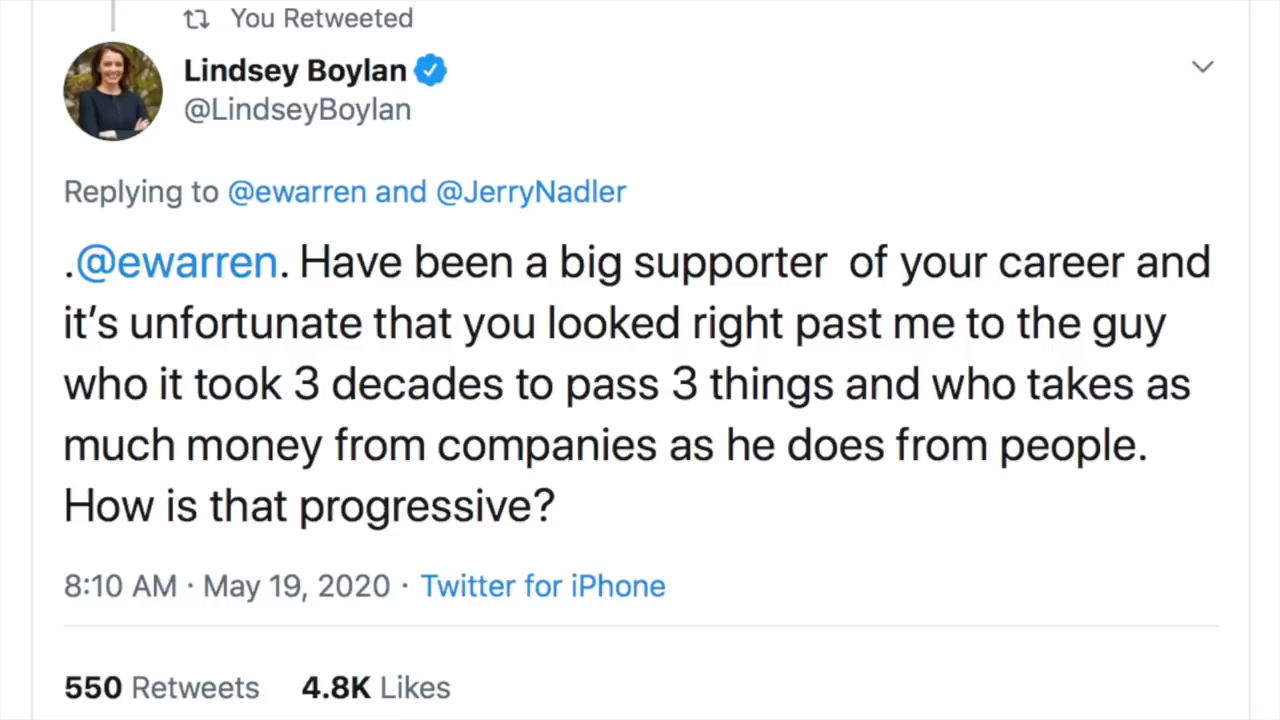 You Retweeted
Lindsey Boylan
@LindseyBoylan
Replying to @ewarren and @JerryNadler
.@ewarren. Have been a big supporter  of your career and
it’s unfortunate that you looked right past me to the guy
who it took 3 decades to pass 3 things and who takes as
much money from companies as he does from people.
How is that progressive?
8:10 AM · May 19, 2020 · Twitter for iPhone
550 Retweets 4.8K Likes